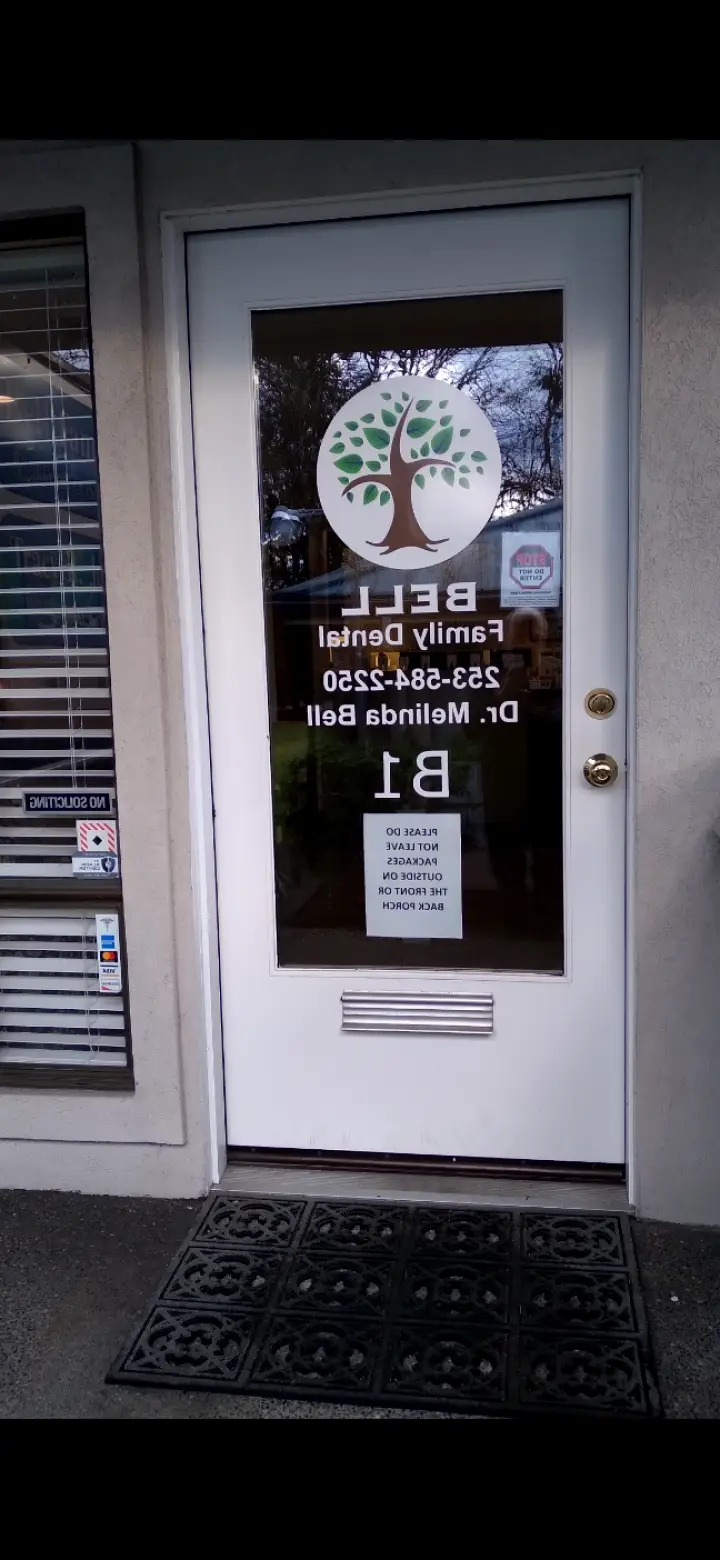 BELL
Family Dental
253-584-2250
Dr. Melinda Bell
B1
STOP
DO NOT
ENTER
PLEASE DO
NOT LEAVE
PACKAGES
OUTSIDE ON
THE FRONT OR
BACK PORCH
NO SOLICITING
VISA